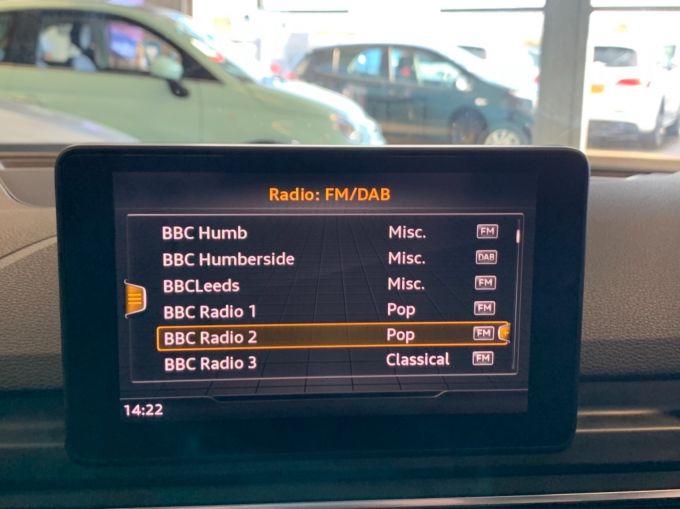 Radio: FM/DAB
BBC Humb Misc. FM
BBC Humberside Misc. DAB
BBCLeeds Misc. FM
BBC Radio 1 Pop FM
BBC Radio 2 Pop FM
BBC Radio 3 Classical FM
14:22